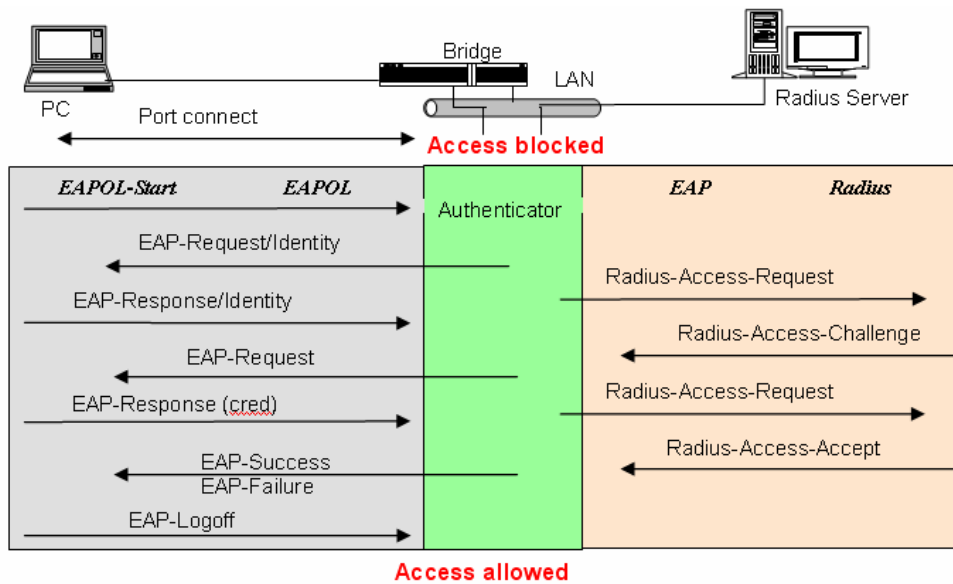 Bridge
LAN
PC
Radius Server
Port connect
Access blocked
EAPOL-Start
EAPOL
Authenticator
EAP
Radius
EAP-Request/Identity
Radius-Access-Request
EAP-Response/Identity
Radius-Access-Challenge
EAP-Request
Radius-Access-Request
EAP-Response (cred)
Radius-Access-Accept
EAP-Success
EAP-Failure
EAP-Logoff
Access allowed